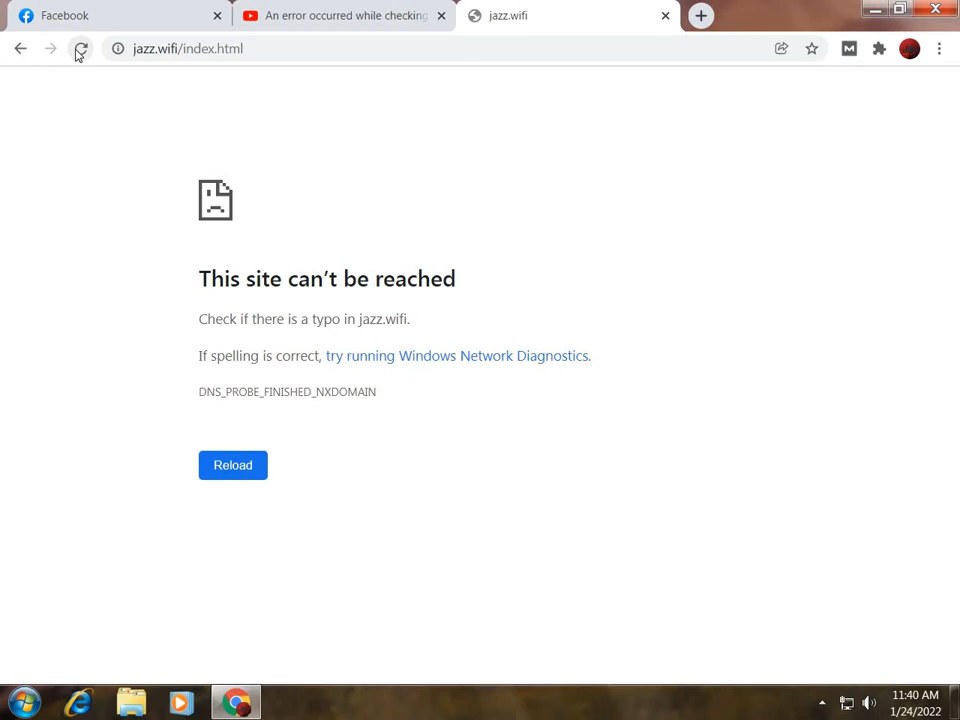 Facebook
An error occurred while checking
jazz.wifi
jazz.wifi/index.html
This site can't be reached
Check if there is a typo in jazz.wifi.
If spelling is correct, try running Windows Network Diagnostics.
DNS_PROBE_FINISHED_NXDOMAIN
Reload
11:40 AM
1/24/2022